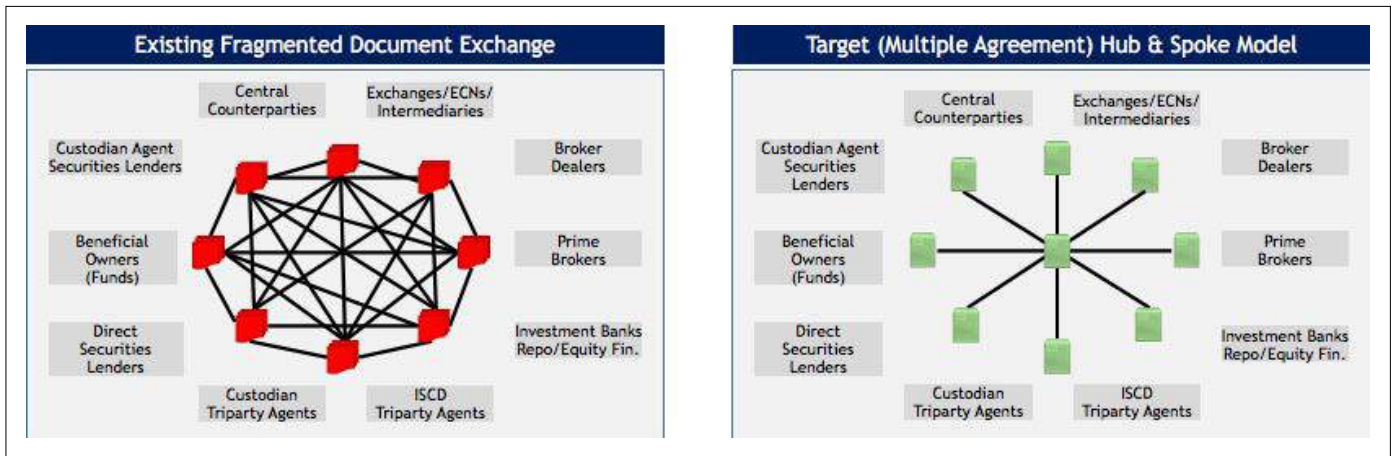 Existing Fragmented Document Exchange
Central
Counterparties
Exchanges/ECNs/
Intermediaries
Custodian Agent
Securities Lenders
Broker
Dealers
Beneficial
Owners
(Funds)
Prime
Brokers
Direct
Securities
Lenders
Investment Banks
Repo/Equity Fin.
Custodian
Triparty Agents
ISCD
Triparty Agents
Target (Multiple Agreement) Hub & Spoke Model
Central
Counterparties
Exchanges/ECNs/
Intermediaries
Custodian Agent
Securities
Lenders
Broker
Dealers
Beneficial
Owners
(Funds)
Prime
Brokers
Direct
Securities
Lenders
Investment Banks
Repo/Equity Fin.
Custodian
Triparty Agents
ISCD
Triparty Agents